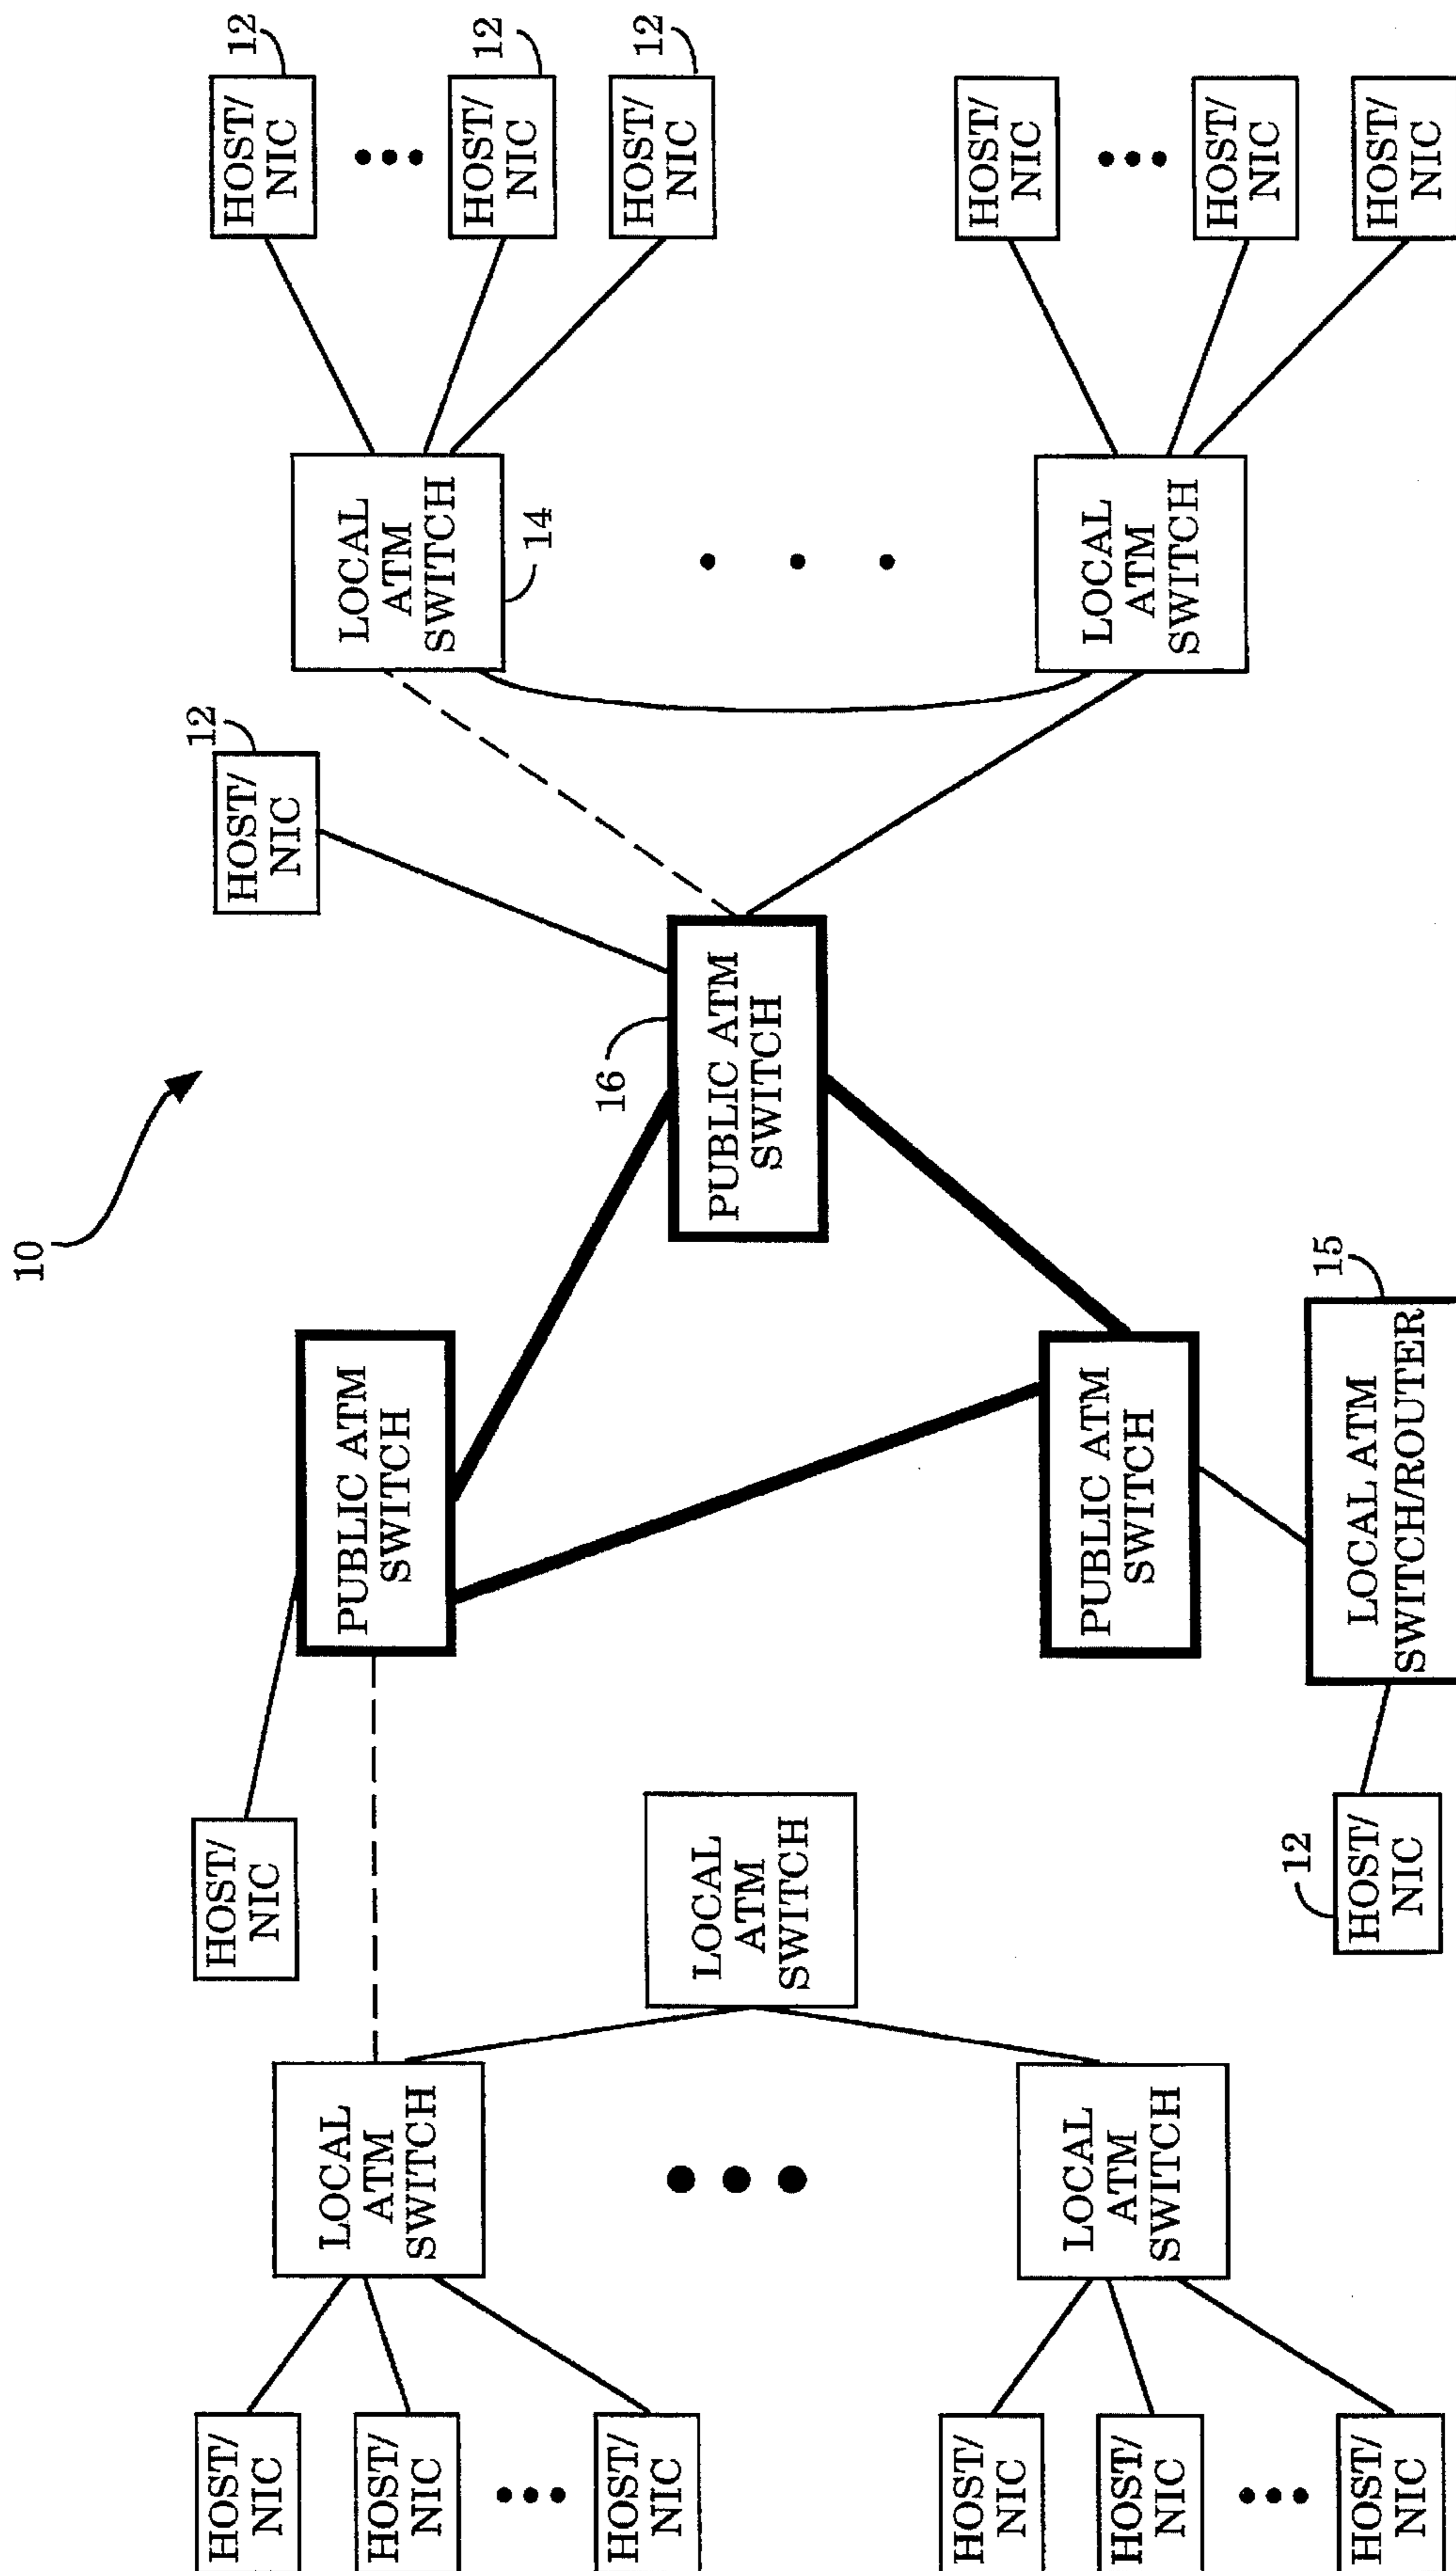 10
HOST/
NIC
HOST/
NIC
HOST/
NIC
LOCAL
ATM
SWITCH
HOST/
NIC
PUBLIC ATM
SWITCH
12
HOST/
NIC
LOCAL
ATM
SWITCH
14
12
HOST/
NIC
12
HOST/
NIC
12
HOST/
NIC
LOCAL
ATM
SWITCH
16
PUBLIC ATM
SWITCH
HOST/
NIC
HOST/
NIC
HOST/
NIC
LOCAL
ATM
SWITCH
PUBLIC ATM
SWITCH
LOCAL
ATM
SWITCH
HOST/
NIC
HOST/
NIC
HOST/
NIC
12
HOST/
NIC
15
LOCAL ATM
SWITCH/ROUTER